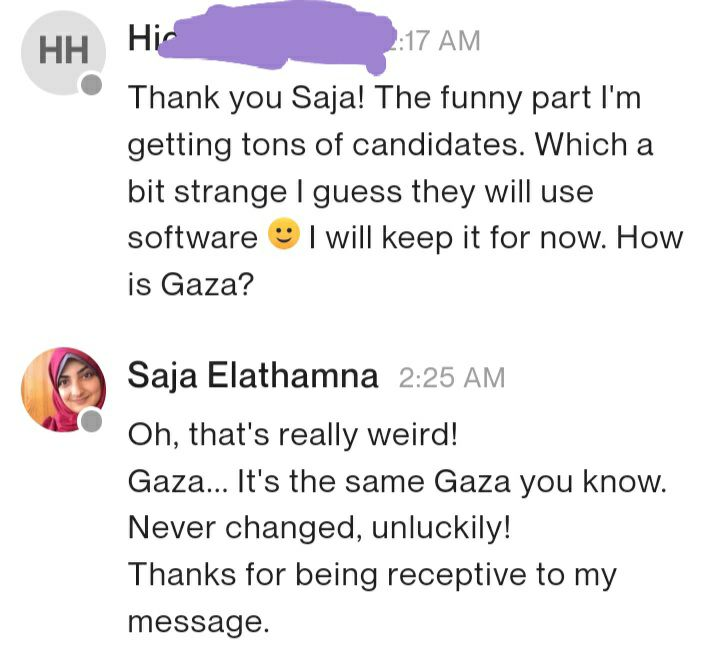 HH
Hi
:17 AM
Thank you Saja! The funny part I'm
getting tons of candidates. Which a
bit strange I guess they will use
software 🙂 I will keep it for now. How
is Gaza?
Saja Elathamna 2:25 AM
Oh, that's really weird!
Gaza... It's the same Gaza you know.
Never changed, unluckily!
Thanks for being receptive to my
message.